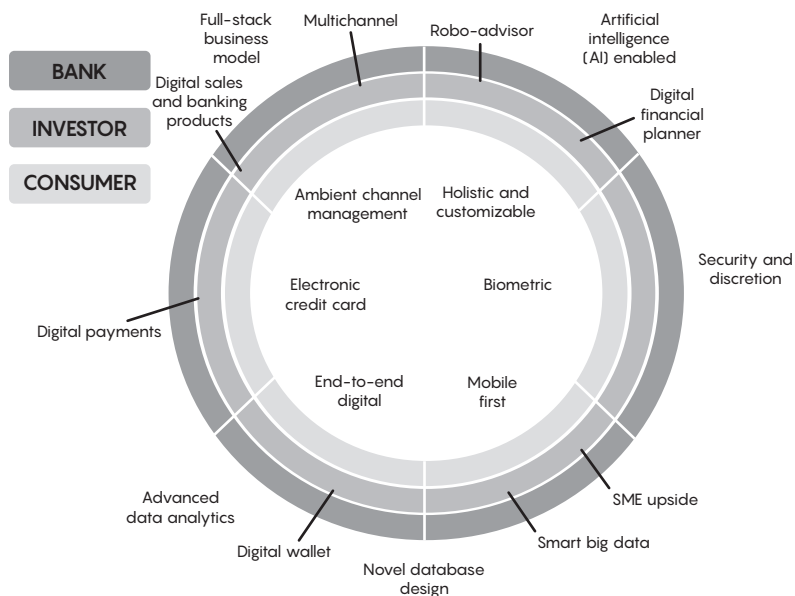 Full-stack
business
model
Multichannel
Robo-advisor
Artificial
intelligence
(AI) enabled
BANK
INVESTOR
CONSUMER
Digital sales
and banking
products
Digital
financial
planner
Ambient channel
management
Holistic and
customizable
Security and
discretion
Electronic
credit card
Biometric
Digital payments
End-to-end
digital
Mobile
first
Advanced
data analytics
SME upside
Digital wallet
Smart big data
Novel database
design